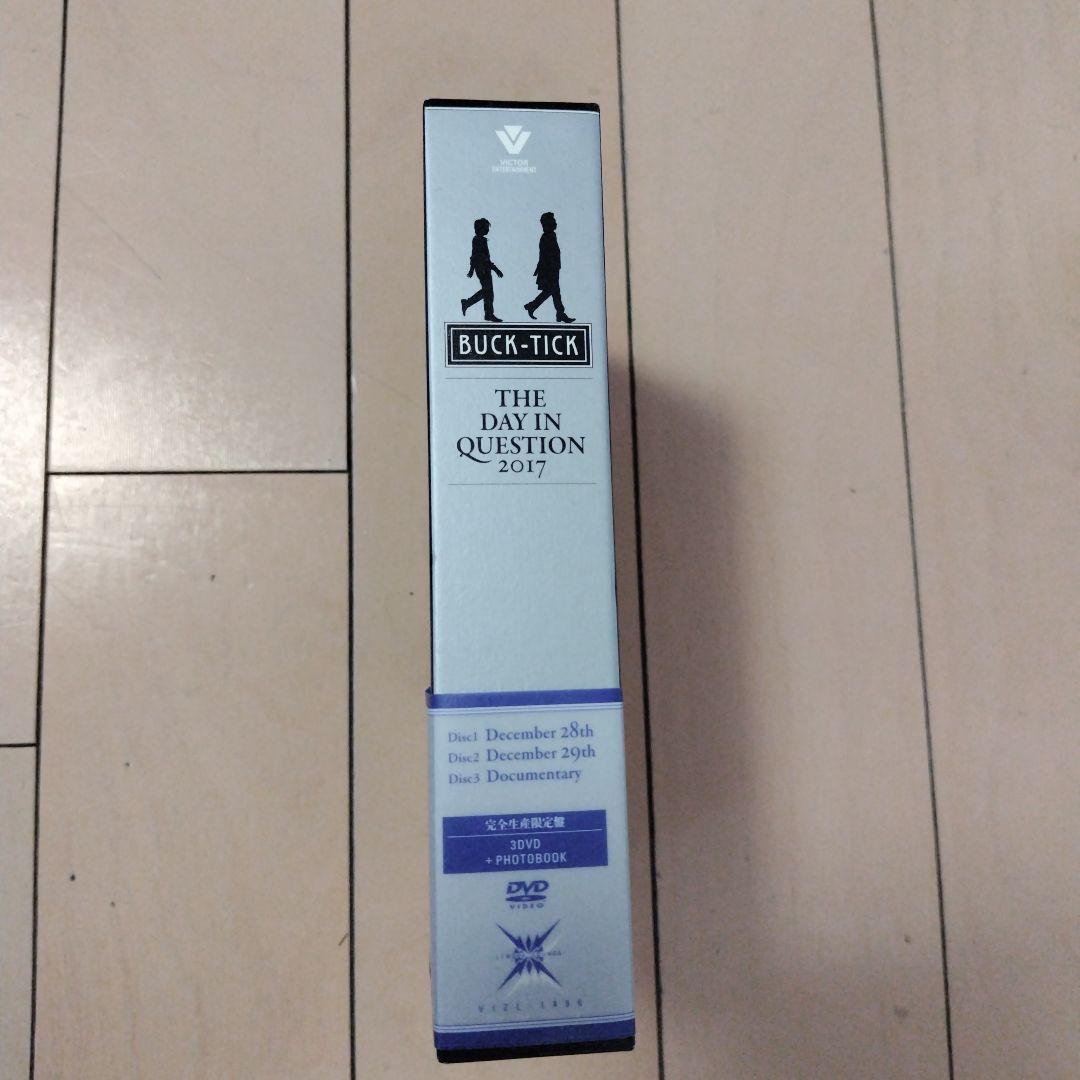 VICTOR
ENTERTAINMENT
BUCK-TICK
THE
DAY IN
QUESTION
2017
Disc1 December 28th
Disc2 December 29th
Disc3 Documentary
完全生産限定盤
3DVD
+ PHOTOBOOK
DVD
VIDEO